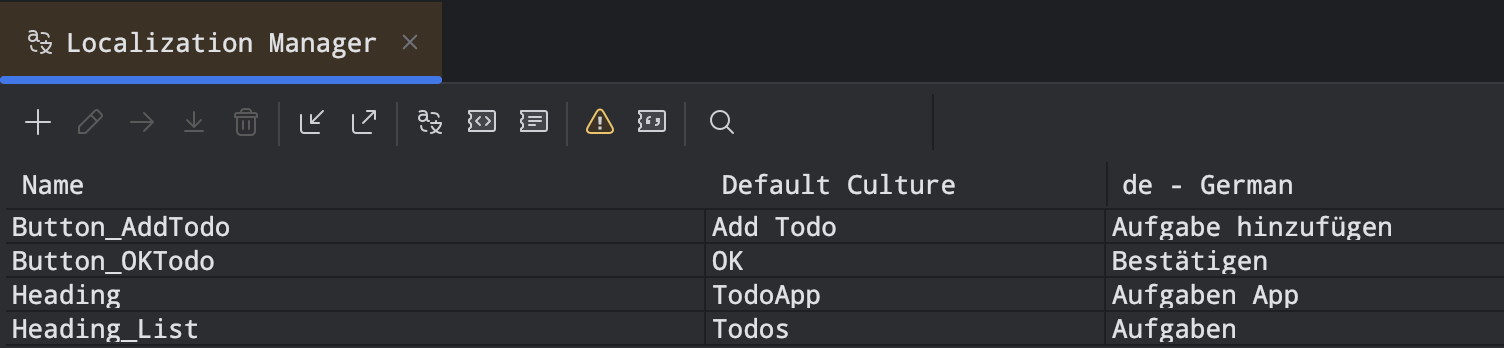 Localization Manager
Name Default Culture de - German
Button_AddTodo Add Todo Aufgabe hinzufügen
Button_OKTodo OK Bestätigen
Heading TodoApp Aufgaben App
Heading_List Todos Aufgaben